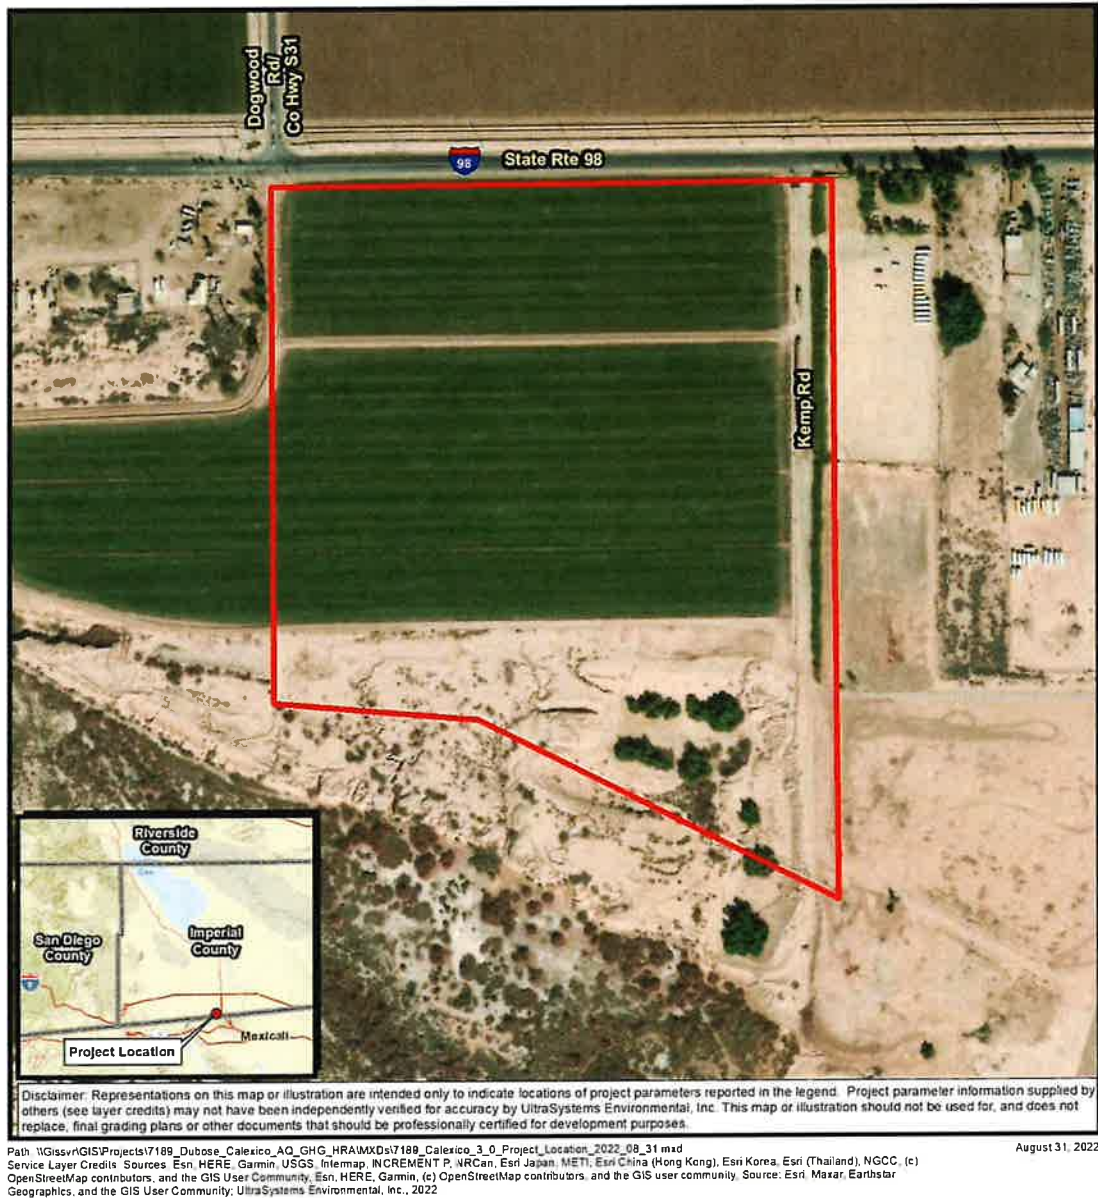 Dogwood
Rd/
Co Hwy S31
98
State Rte 98
Kemp Rd
Riverside
County
San Diego
County
Imperial
County
8
Mexicali
Project Location
Disclaimer: Representations on this map or illustration are intended only to indicate locations of project parameters reported in the legend. Project parameter information supplied by
others (see layer credits) may not have been independently verified for accuracy by UltraSystems Environmental, Inc. This map or illustration should not be used for, and does not
replace, final grading plans or other documents that should be professionally certified for development purposes.
Path: \\Gissvr\GIS\Projects\7189_Dubose_Calexico_AQ_GHG_HRA\MXDs\7189_Calexico_3_0_Project_Location_2022_08_31.mxd
August 31, 2022
Service Layer Credits: Sources: Esri, HERE, Garmin, USGS, Intermap, INCREMENT P, NRCan, Esri Japan, METI, Esri China (Hong Kong), Esri Korea, Esri (Thailand), NGCC, (c)
OpenStreetMap contributors, and the GIS User Community, Esri, HERE, Garmin, (c) OpenStreetMap contributors, and the GIS user community, Source: Esri, Maxar, Earthstar
Geographics, and the GIS User Community; UltraSystems Environmental, Inc., 2022